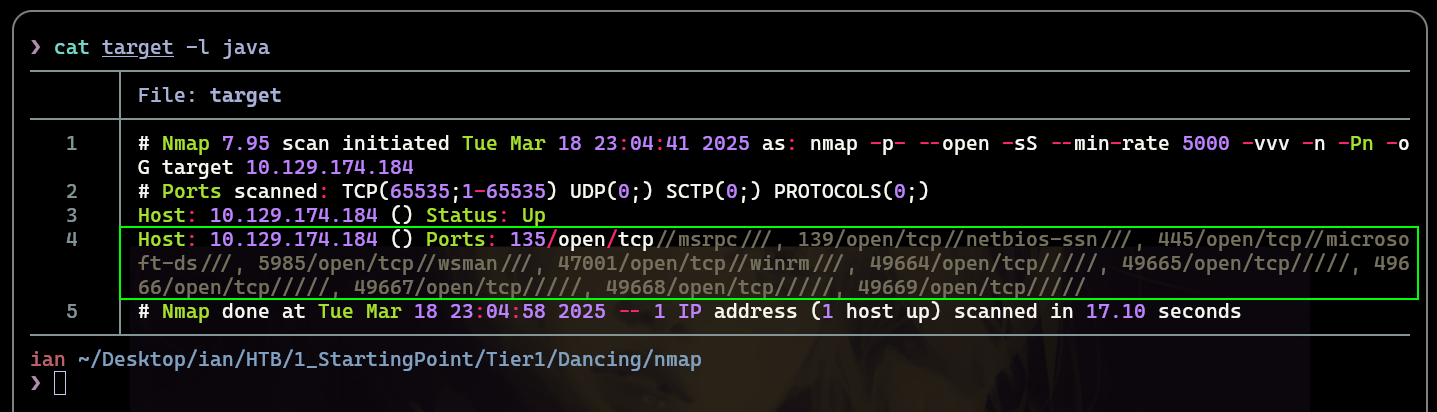 ❯ cat target -l java
File: target
1 # Nmap 7.95 scan initiated Tue Mar 18 23:04:41 2025 as: nmap -p- --open -sS --min-rate 5000 -vvv -n -Pn -o
G target 10.129.174.184
2 # Ports scanned: TCP(65535;1-65535) UDP(0;) SCTP(0;) PROTOCOLS(0;)
3 Host: 10.129.174.184 () Status: Up
4 Host: 10.129.174.184 () Ports: 135/open/tcp//msrpc///, 139/open/tcp//netbios-ssn///, 445/open/tcp//microso
ft-ds///, 5985/open/tcp//wsman///, 47001/open/tcp//winrm///, 49664/open/tcp/////, 49665/open/tcp/////, 496
66/open/tcp/////, 49667/open/tcp/////, 49668/open/tcp/////, 49669/open/tcp/////
5 # Nmap done at Tue Mar 18 23:04:58 2025 -- 1 IP address (1 host up) scanned in 17.10 seconds
ian ~/Desktop/ian/HTB/1_StartingPoint/Tier1/Dancing/nmap
❯